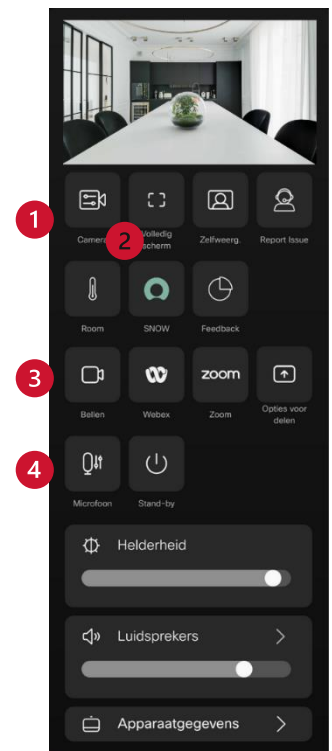 1
Camera
2
Volledig
scherm
Zelfweerg.
Report Issue
Room
SNOW
Feedback
3
zoom
Bellen
Webex
Zoom
Opties voor
delen
4
Microfoon
Stand-by
Helderheid
Luidsprekers
Apparaatgegevens